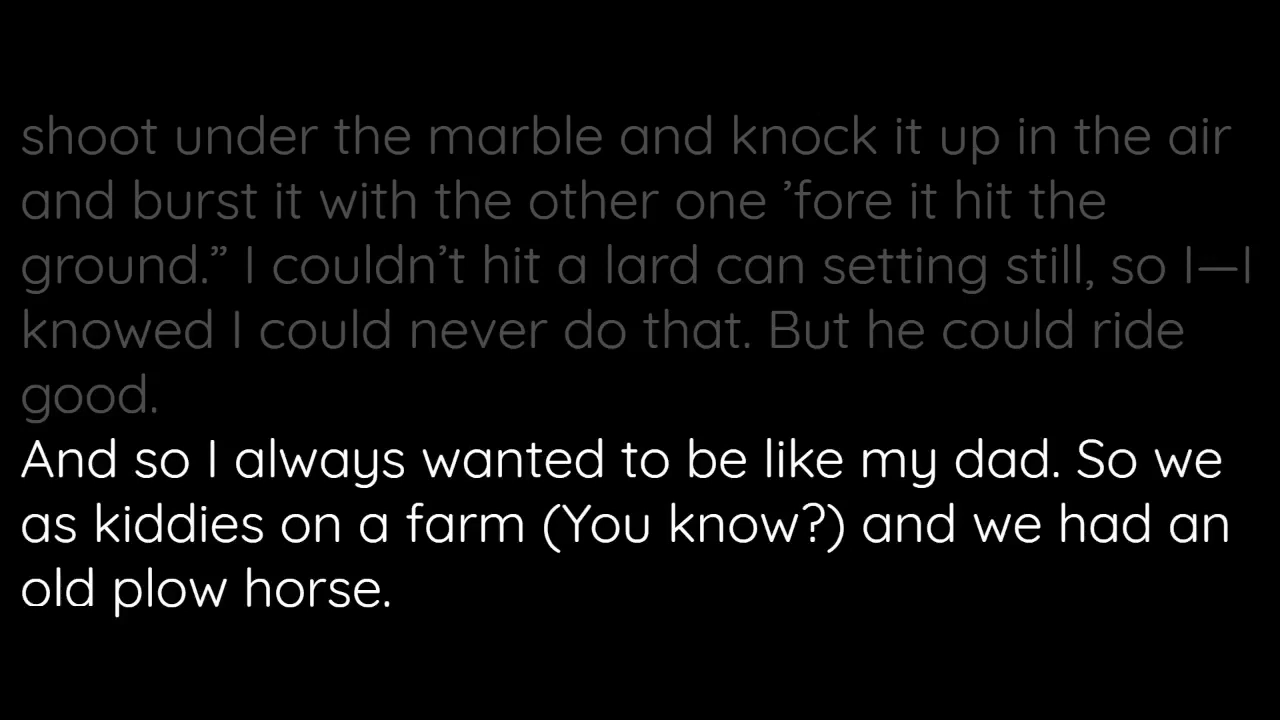 shoot under the marble and knock it up in the air
and burst it with the other one ’fore it hit the
ground.” I couldn’t hit a lard can setting still, so I—I
knowed I could never do that. But he could ride
good.
And so I always wanted to be like my dad. So we
as kiddies on a farm (You know?) and we had an
old plow horse.